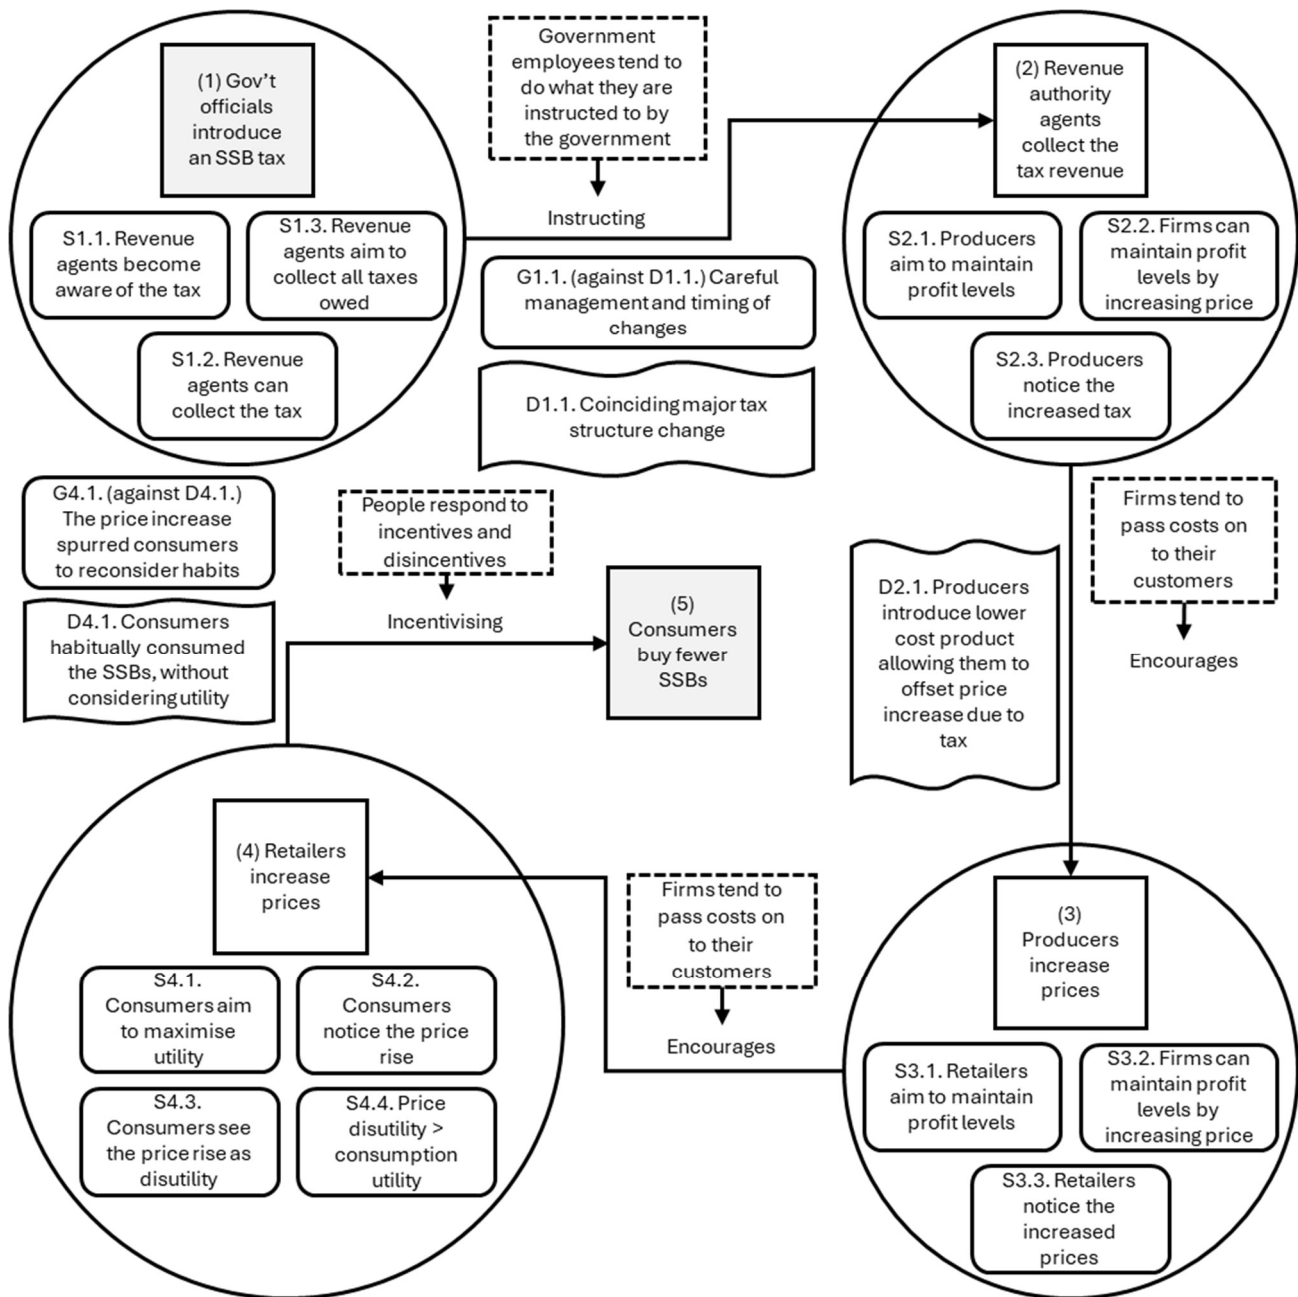 (1) Gov’t
officials
introduce
an SSB tax
S1.1. Revenue
agents become
aware of the tax
S1.3. Revenue
agents aim to
collect all taxes
owed
S1.2. Revenue
agents can
collect the tax
Government
employees tend to
do what they are
instructed to by
the government
Instructing
G1.1. (against D1.1.) Careful
management and timing of
changes
D1.1. Coinciding major tax
structure change
(2) Revenue
authority
agents
collect the
tax revenue
S2.1. Producers
aim to maintain
profit levels
S2.2. Firms can
maintain profit
levels by
increasing price
S2.3. Producers
notice the
increased tax
Firms tend to
pass costs on
to their
customers
Encourages
D2.1. Producers
introduce lower
cost product
allowing them to
offset price
increase due to
tax
(3)
Producers
increase
prices
S3.1. Retailers
aim to maintain
profit levels
S3.2. Firms can
maintain profit
levels by
increasing price
S3.3. Retailers
notice the
increased
prices
Firms tend to
pass costs on
to their
customers
Encourages
(4) Retailers
increase
prices
S4.1.
Consumers aim
to maximise
utility
S4.2.
Consumers
notice the price
rise
S4.3.
Consumers see
the price rise as
disutility
S4.4. Price
disutility >
consumption
utility
G4.1. (against D4.1.)
The price increase
spurred consumers
to reconsider habits
D4.1. Consumers
habitually consumed
the SSBs, without
considering utility
People respond to
incentives and
disincentives
Incentivising
(5)
Consumers
buy fewer
SSBs